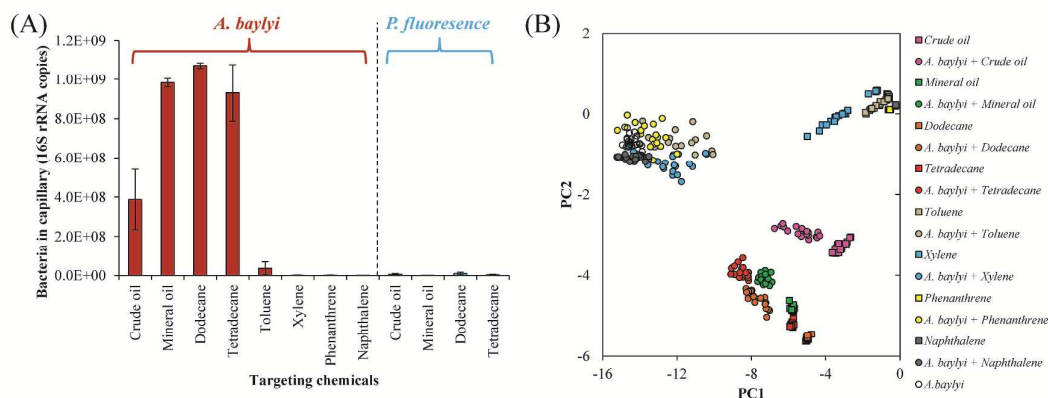 (A)
A. baylyi
P. fluoresence
Bacteria in capillary (16S rRNA copies)
1.2E+09
1.0E+09
8.0E+08
6.0E+08
4.0E+08
2.0E+08
0.0E+00
Crude oil
Mineral oil
Dodecane
Tetradecane
Toluene
Xylene
Phenanthrene
Naphthalene
Crude oil
Mineral oil
Dodecane
Tetradecane
Targeting chemicals
(B)
PC2
2
0
-2
-4
-6
-16
-12
-8
-4
0
PC1
Crude oil
A. baylyi + Crude oil
Mineral oil
A. baylyi + Mineral oil
Dodecane
A. baylyi + Dodecane
Tetradecane
A. baylyi + Tetradecane
Toluene
A. baylyi + Toluene
Xylene
A. baylyi + Xylene
Phenanthrene
A. baylyi + Phenanthrene
Naphthalene
A. baylyi + Naphthalene
A.baylyi